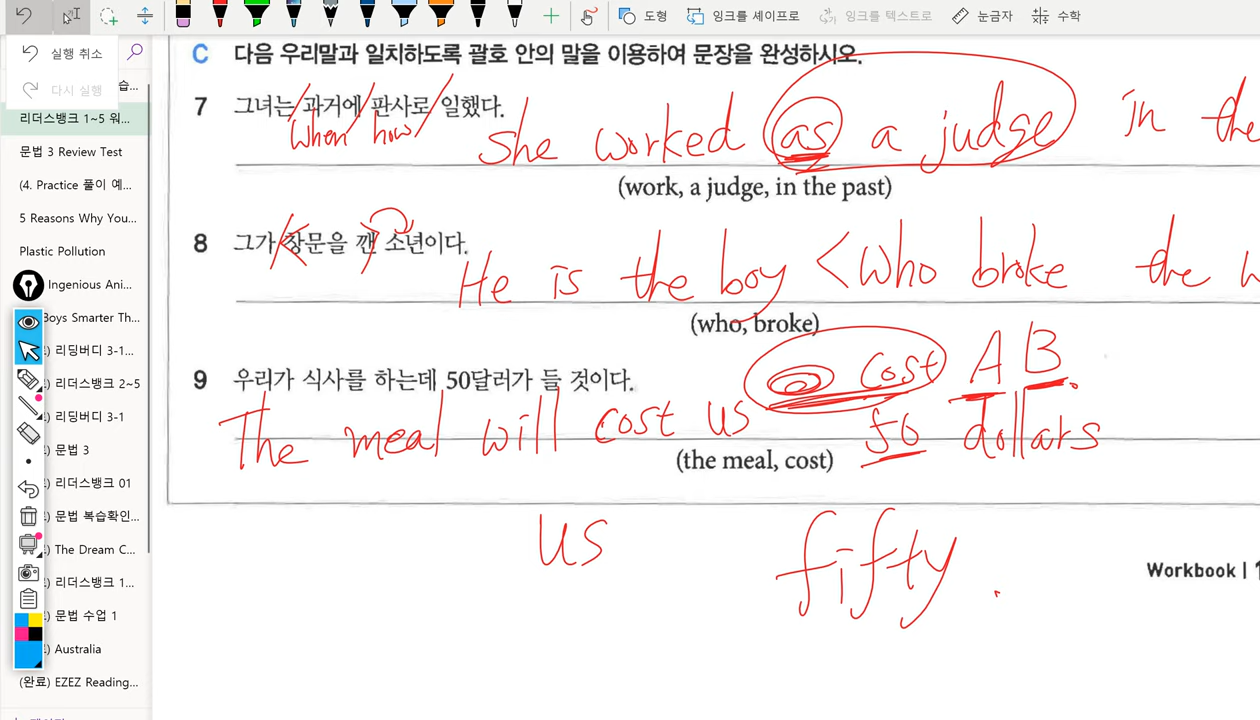 도형 잉크를 셰이프로 잉크를 텍스트로 눈금자 수학
실행 취소
다시 실행
습...
리더스뱅크 1~5 워...
문법 3 Review Test
(4. Practice 풀이 예...
5 Reasons Why You...
Plastic Pollution
Ingenious Ani...
Boys Smarter Th...
리딩버디 3-1...
리더스뱅크 2~5
리딩버디 3-1
문법 3
리더스뱅크 01
문법 복습확인...
The Dream C...
리더스뱅크 1...
문법 수업 1
Australia
(완료) EZEZ Reading...
C 다음 우리말과 일치하도록 괄호 안의 말을 이용하여 문장을 완성하시오.
7 그녀는 과거에 판사로 일했다.
when how
She worked as a judge in the
(work, a judge, in the past)
8 그가 창문을 깬 소년이다.
He is the boy <who broke the
(who, broke)
9 우리가 식사를 하는데 50달러가 들 것이다.
cost A B.
The meal will cost us 50 dollars
(the meal, cost)
us fifty.
Workbook |